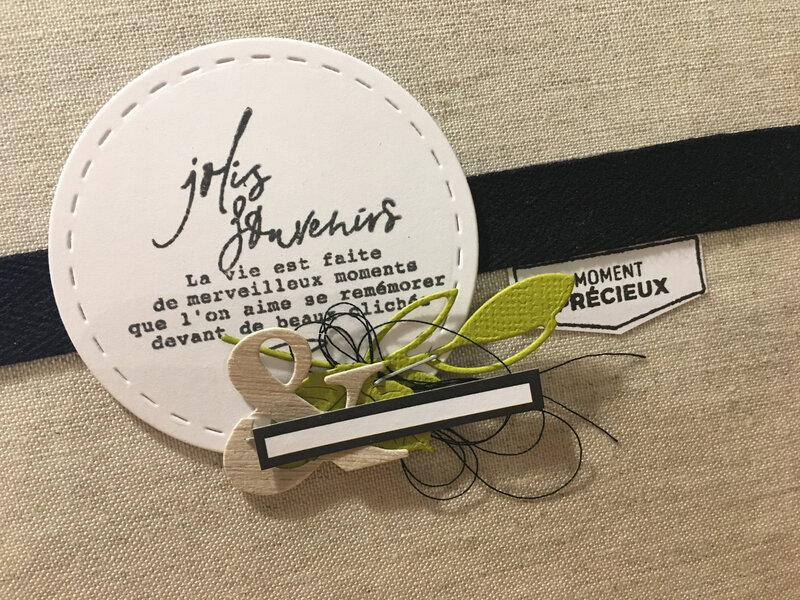 jolis
souvenirs
La vie est faite
de merveilleux moments
que l'on aime se remémorer
devant de beaux cliché
&
MOMENT
PRÉCIEUX